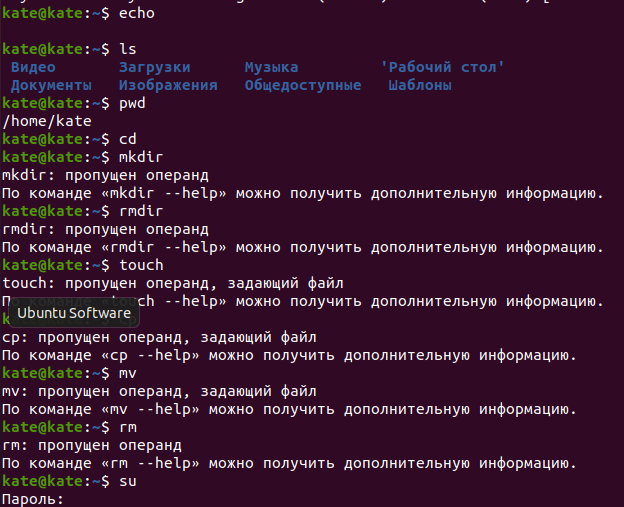 kate@kate:~$ echo
kate@kate:~$ ls
Видео Загрузки Музыка 'Рабочий стол'
Документы Изображения Общедоступные Шаблоны
kate@kate:~$ pwd
/home/kate
kate@kate:~$ cd
kate@kate:~$ mkdir
mkdir: пропущен операнд
По команде «mkdir --help» можно получить дополнительную информацию.
kate@kate:~$ rmdir
rmdir: пропущен операнд
По команде «rmdir --help» можно получить дополнительную информацию.
kate@kate:~$ touch
touch: пропущен операнд, задающий файл
По команде «touch --help» можно получить дополнительную информацию.
Ubuntu Software
cp: пропущен операнд, задающий файл
По команде «cp --help» можно получить дополнительную информацию.
kate@kate:~$ mv
mv: пропущен операнд, задающий файл
По команде «mv --help» можно получить дополнительную информацию.
kate@kate:~$ rm
rm: пропущен операнд
По команде «rm --help» можно получить дополнительную информацию.
kate@kate:~$ su
Пароль: